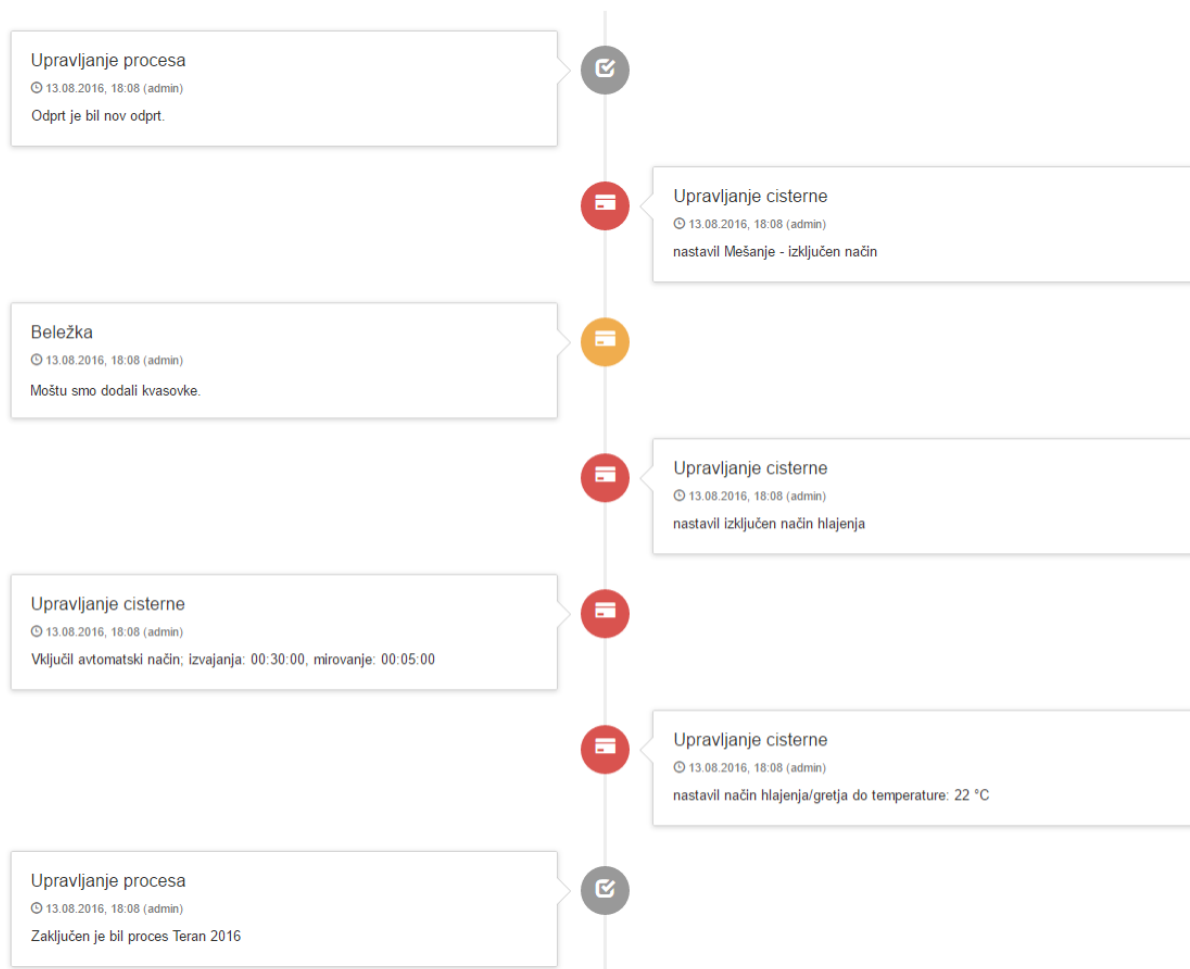 Upravljanje procesa
13.08.2016, 18:08 (admin)
Odprt je bil nov odprt.
Upravljanje cisterne
13.08.2016, 18:08 (admin)
nastavil Mešanje - izključen način
Beležka
13.08.2016, 18:08 (admin)
Moštu smo dodali kvasovke.
Upravljanje cisterne
13.08.2016, 18:08 (admin)
nastavil izključen način hlajenja
Upravljanje cisterne
13.08.2016, 18:08 (admin)
Vključil avtomatski način; izvajanja: 00:30:00, mirovanje: 00:05:00
Upravljanje cisterne
13.08.2016, 18:08 (admin)
nastavil način hlajenja/gretja do temperature: 22 °C
Upravljanje procesa
13.08.2016, 18:08 (admin)
Zaključen je bil proces Teran 2016